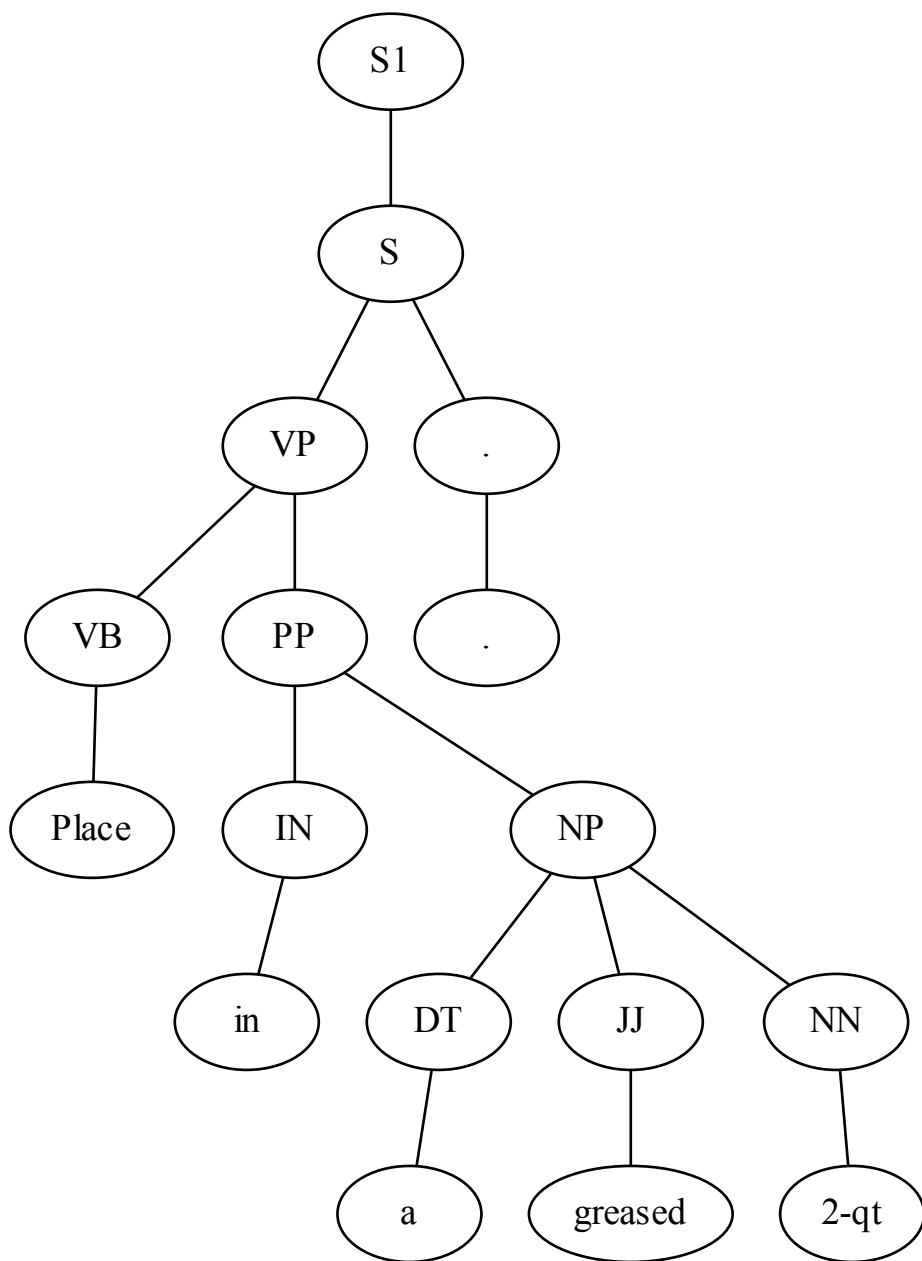 S1
S
VP .
VB PP .
Place IN NP
in DT JJ NN
a greased 2-qt